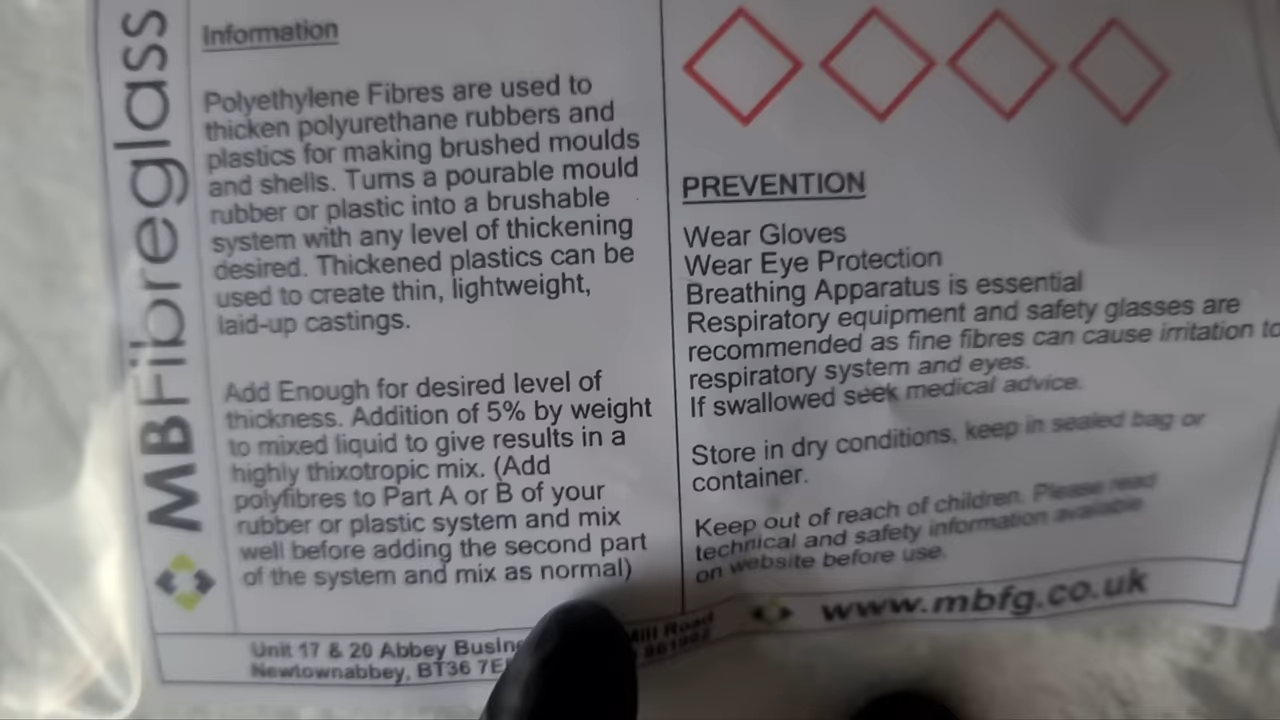 MBFibreglass
Information
Polyethylene Fibres are used to
thicken polyurethane rubbers and
plastics for making brushed moulds
and shells. Turns a pourable mould
rubber or plastic into a brushable
system with any level of thickening
desired. Thickened plastics can be
used to create thin, lightweight,
laid-up castings.
Add Enough for desired level of
thickness. Addition of 5% by weight
to mixed liquid to give results in a
highly thixotropic mix. (Add
polyfibres to Part A or B of your
rubber or plastic system and mix
well before adding the second part
of the system and mix as normal)
PREVENTION
Wear Gloves
Wear Eye Protection
Breathing Apparatus is essential
Respiratory equipment and safety glasses are
recommended as fine fibres can cause irritation to
respiratory system and eyes.
If swallowed seek medical advice.
Store in dry conditions, keep in sealed bag or
container.
Keep out of reach of children. Please read
technical and safety information available
on website before use.
Unit 17 & 20 Abbey Mill Road
Newtownabbey, BT36
www.mbfg.co.uk